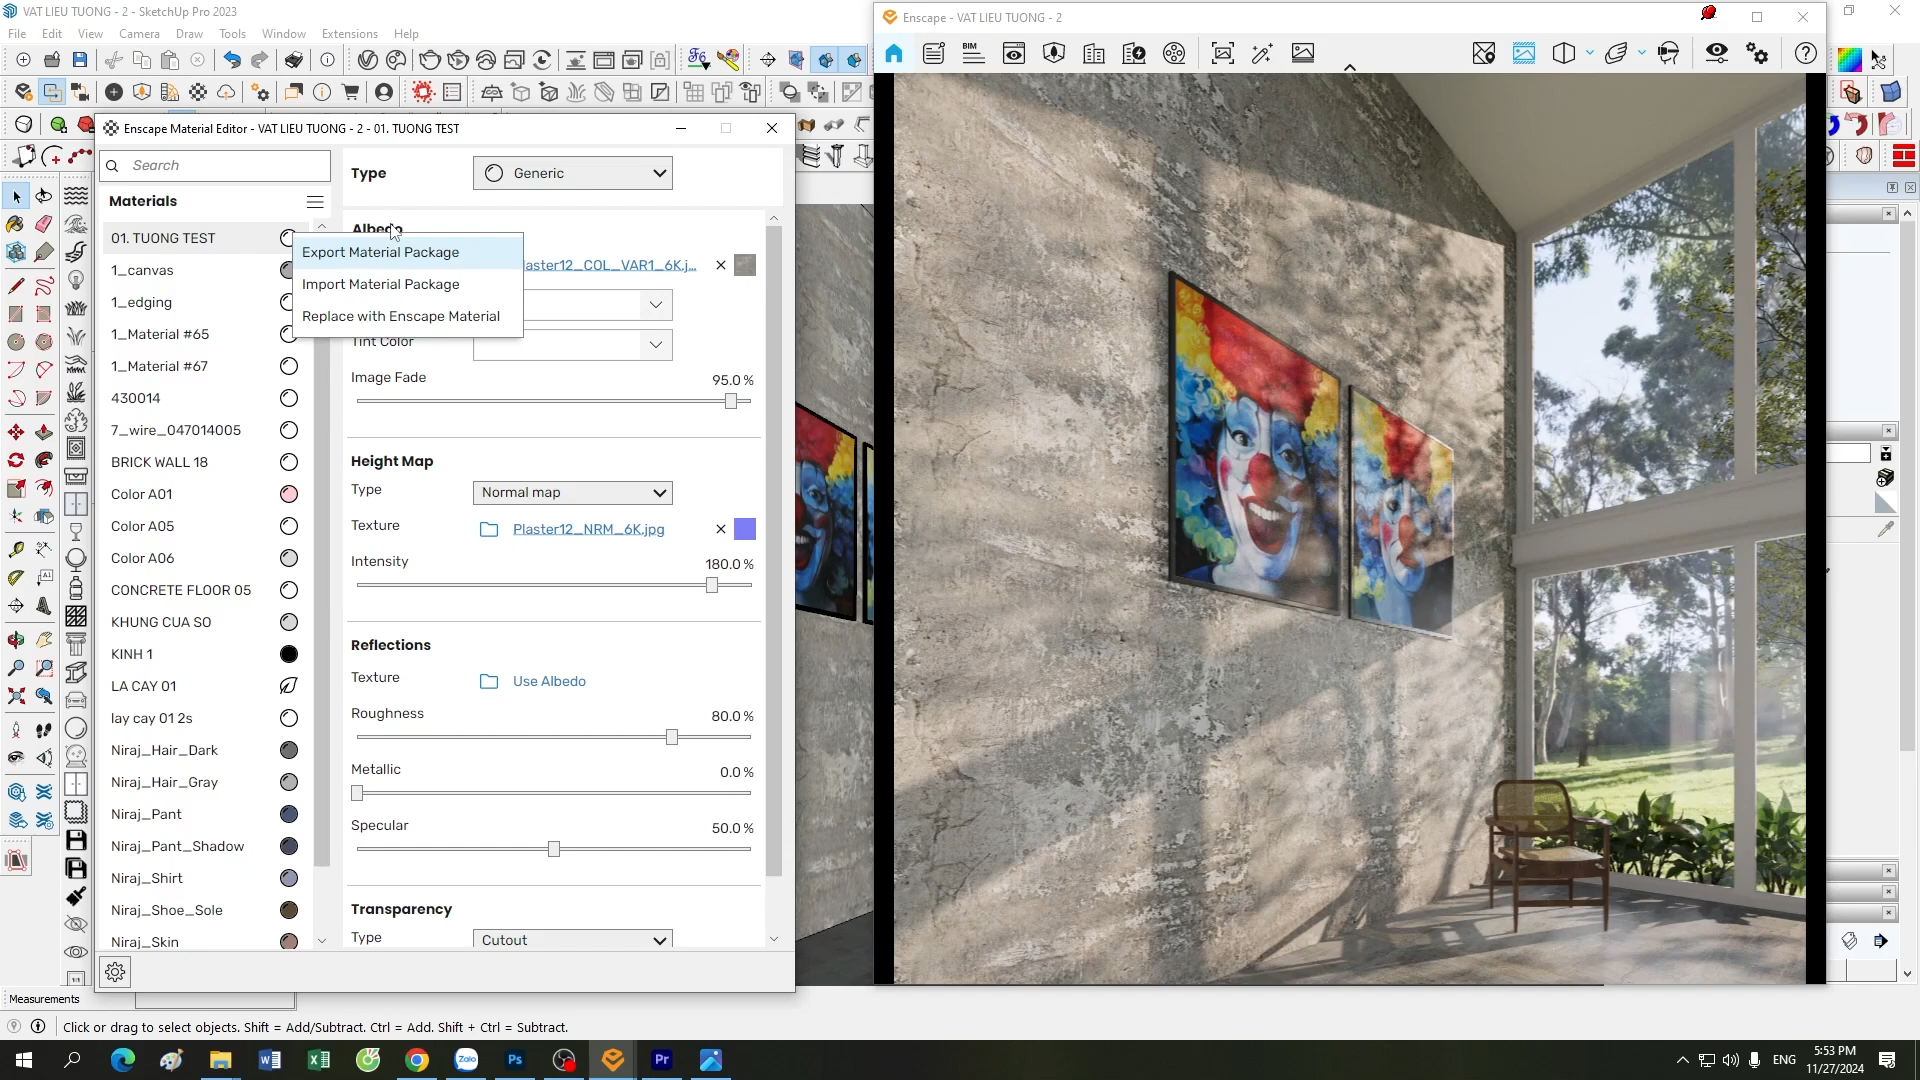 VAT LIEU TUONG - 2 - SketchUp Pro 2023
File Edit View Camera Draw Tools Window Extensions Help
Enscape - VAT LIEU TUONG - 2
BIM
Enscape Material Editor - VAT LIEU TUONG - 2 - 01. TUONG TEST
Search
Materials
01. TUONG TEST
1_canvas
1_edging
1_Material #65
1_Material #67
430014
7_wire_047014005
BRICK WALL 18
Color A01
Color A05
Color A06
CONCRETE FLOOR 05
KHUNG CUA SO
KINH 1
LA CAY 01
lay cay 01 2s
Niraj_Hair_Dark
Niraj_Hair_Gray
Niraj_Pant
Niraj_Pant_Shadow
Niraj_Shirt
Niraj_Shoe_Sole
Niraj_Skin
Type Generic
Albedo
laster12_COL_VAR1_6K.j...
Export Material Package
Import Material Package
Replace with Enscape Material
Tint Color
Image Fade 95.0 %
Height Map
Type Normal map
Texture Plaster12_NRM_6K.jpg
Intensity 180.0 %
Reflections
Texture Use Albedo
Roughness 80.0 %
Metallic 0.0 %
Specular 50.0 %
Transparency
Type Cutout
Measurements
Click or drag to select objects. Shift = Add/Subtract. Ctrl = Add. Shift + Ctrl = Subtract.
Zalo
Ps
Pr
ENG
5:53 PM
11/27/2024